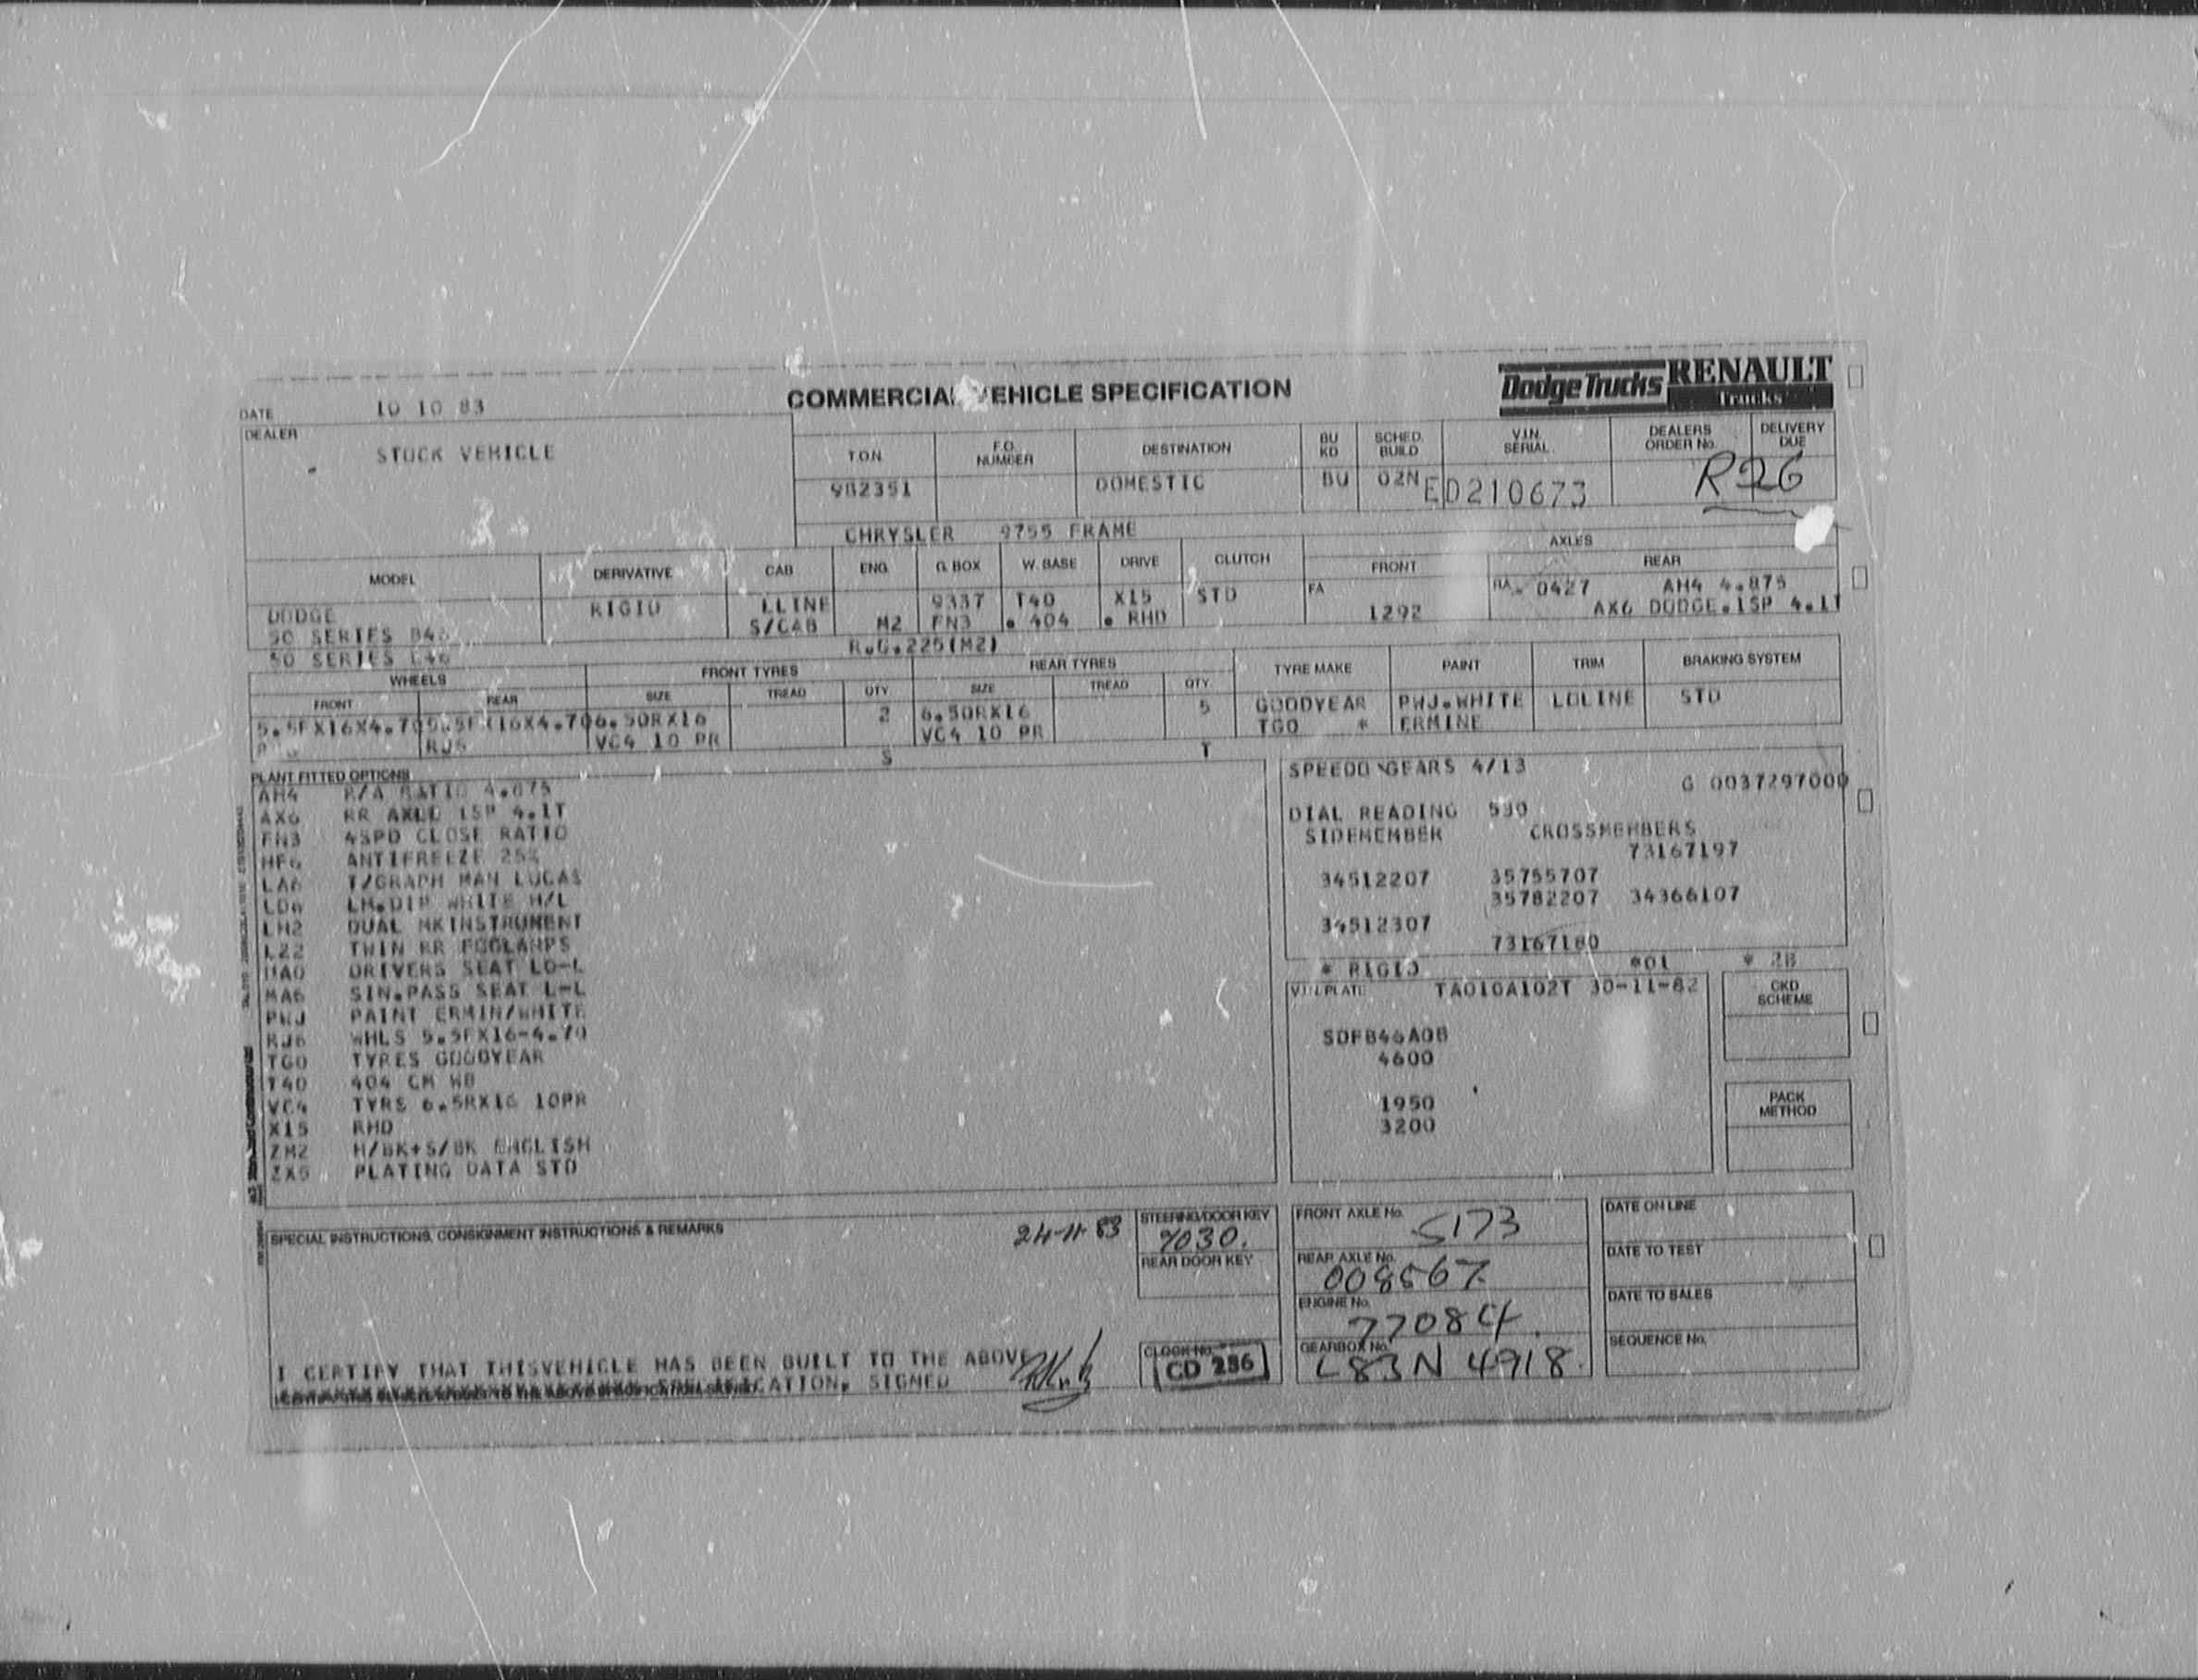 COMMERCIAL VEHICLE SPECIFICATION
Dodge Trucks RENAULT Trucks
DATE 10 10 83
DEALER
STOCK VEHICLE
T.O.N. F.O. NUMBER DESTINATION BU KD SCHED. BUILD V.I.N. SERIAL DEALERS ORDER No. DELIVERY DUE
982351 DOMESTIC BU 02N ED210673 R26
CHRYSLER 9755 FRAME
MODEL DERIVATIVE CAB ENG. G. BOX W. BASE DRIVE CLUTCH AXLES FRONT REAR
DODGE RIGID LLINE 9337 T40 X15 STD FA RA 0427 AH4 4.875
50 SERIES S/CAB M2 FN3 . 404 . RHD 1292 AX6 DODGE.1SP 4.1T
50 SERIES R.G.225(M2)
WHEELS FRONT TYRES REAR TYRES TYRE MAKE PAINT TRIM BRAKING SYSTEM
FRONT REAR SIZE TREAD QTY SIZE TREAD QTY.
5.5FX16X4.70 5.5FX16X4.70 6.50RX16 2 6.50RX16 5 GOODYEAR PWJ.WHITE LOLINE STD
RJ6 VC4 10 PR VC4 10 PR TGO * ERMINE
S T
PLANT FITTED OPTIONS
AH4 R/A RATIO 4.875
AX6 RR AXLE 1SP 4.1T
FN3 4SPD CLOSE RATIO
HF6 ANTIFREEZE 25%
LA6 T/GRAPH MAN LUCAS
LD6 LH.DIP WHITE H/L
LH2 DUAL MKINSTRUMENT
LZ2 TWIN RR FOGLAMPS
MA0 DRIVERS SEAT LO-L
MA6 SIN.PASS SEAT L-L
PWJ PAINT ERMIN/WHITE
RJ6 WHLS 5.5FX16-4.70
TGO TYRES GOODYEAR
T40 404 CM WB
VC4 TYRS 6.5RX16 10PR
X15 RHD
ZM2 H/BK+S/BK ENGLISH
ZX5 PLATING DATA STD
SPEEDO GEARS 4/13
G 0037297000
DIAL READING 530
SIDEMEMBER CROSSMEMBERS
73167197
34512207 35755707
35782207 34366107
34512307
73167180
* RIGID *01 * 2B
V.I.N. PLATE TA010A102T 30-11-82
SDFB46A0B
4600
1950
3200
CKD SCHEME
PACK METHOD
SPECIAL INSTRUCTIONS, CONSIGNMENT INSTRUCTIONS & REMARKS
24-11-83
STEERING/DOOR KEY
7030.
REAR DOOR KEY
CLOCK No.
CD 286
FRONT AXLE No. 5173
REAR AXLE No. 008567
ENGINE No. 77084
GEARBOX No. L83N 4918.
DATE ON LINE
DATE TO TEST
DATE TO SALES
SEQUENCE No.
I CERTIFY THAT THISVEHICLE HAS BEEN BUILT TO THE ABOVE
SPECIFICATION, SIGNED